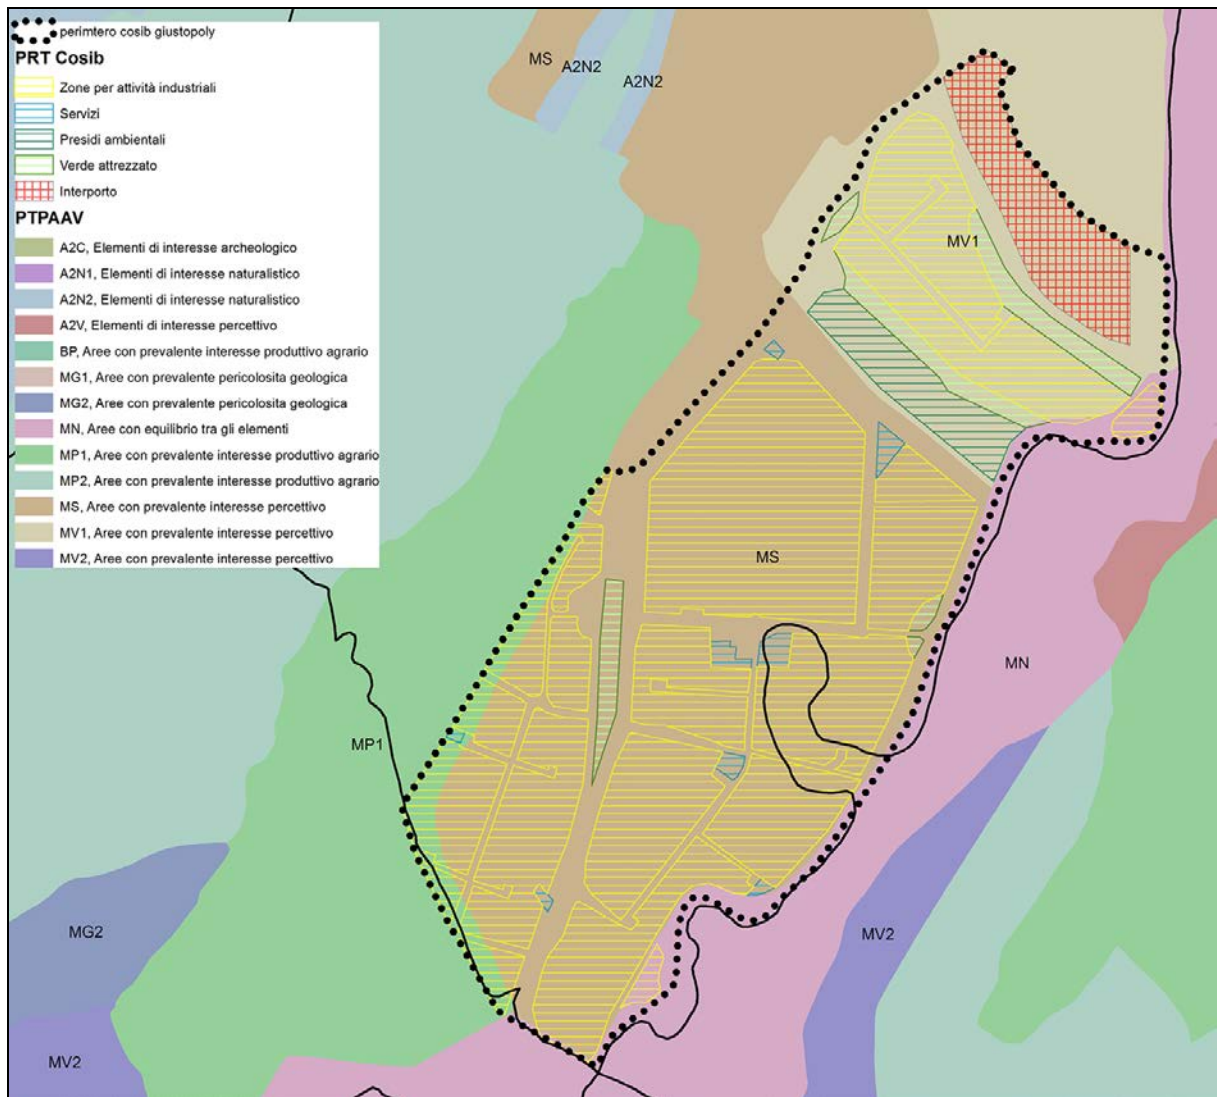 perimtero cosib giustopoly
PRT Cosib
Zone per attività industriali
Servizi
Presidi ambientali
Verde attrezzato
Interporto
PTPAAV
A2C, Elementi di interesse archeologico
A2N1, Elementi di interesse naturalistico
A2N2, Elementi di interesse naturalistico
A2V, Elementi di interesse percettivo
BP, Aree con prevalente interesse produttivo agrario
MG1, Aree con prevalente pericolosita geologica
MG2, Aree con prevalente pericolosita geologica
MN, Aree con equilibrio tra gli elementi
MP1, Aree con prevalente interesse produttivo agrario
MP2, Aree con prevalente interesse produttivo agrario
MS, Aree con prevalente interesse percettivo
MV1, Aree con prevalente interesse percettivo
MV2, Aree con prevalente interesse percettivo
MS
A2N2
A2N2
MV1
MS
MN
MP1
MG2
MV2
MV2